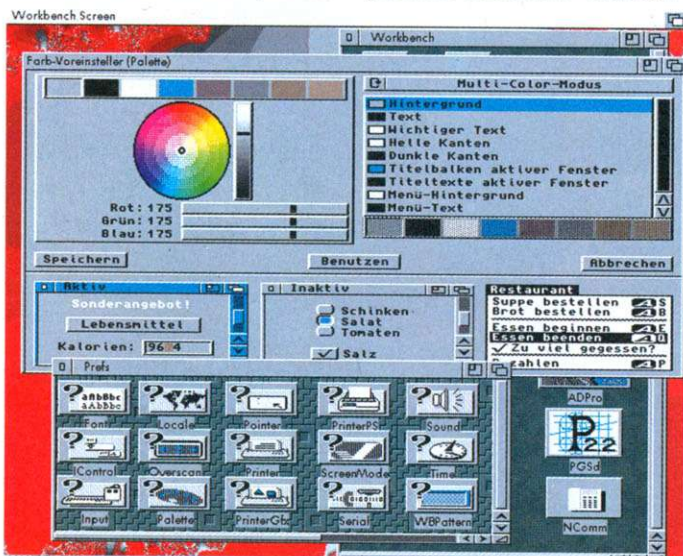 Workbench Screen
Workbench
Farb-Voreinsteller (Palette)
Multi-Color-Modus
Hintergrund
Text
Wichtiger Text
Helle Kanten
Dunkle Kanten
Titelbalken aktiver Fenster
Titeltexte aktiver Fenster
Menü-Hintergrund
Menü-Text
Rot: 175
Grün: 175
Blau: 175
Speichern
Benutzen
Abbrechen
Aktiv
Sonderangebot!
Lebensmittel
Kalorien:
Inaktiv
Schinken
Salat
Tomaten
Salz
Restaurant
Suppe bestellen A S
Brot bestellen A B
Essen beginnen A E
Essen beenden A Q
Zu viel gegessen?
A P
Prefs
aAbBbc
aAbBbc
Font
Locale
Pointer
PrinterPS
Sound
IControl
Overscan
Printer
ScreenMode
Time
Input
Palette
PrinterGfx
Serial
WBPattern
ADPro
P 2.2
PGSd
NComm